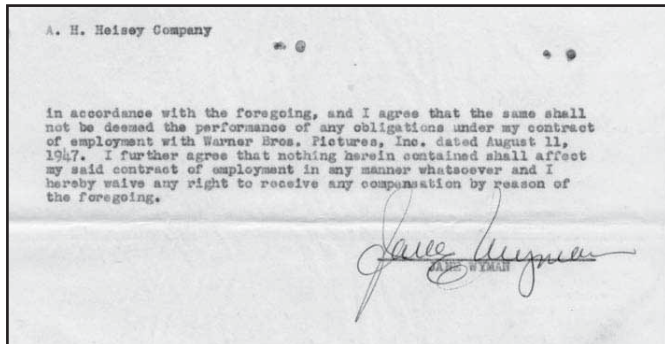 A. H. Heisey Company
in accordance with the foregoing, and I agree that the same shall
not be deemed the performance of any obligations under my contract
of employment with Warner Bros. Pictures, Inc. dated August 11,
1947.  I further agree that nothing herein contained shall affect
my said contract of employment in any manner whatsoever and I
hereby waive any right to receive any compensation by reason of
the foregoing.
Jane Wyman
JANE WYMAN